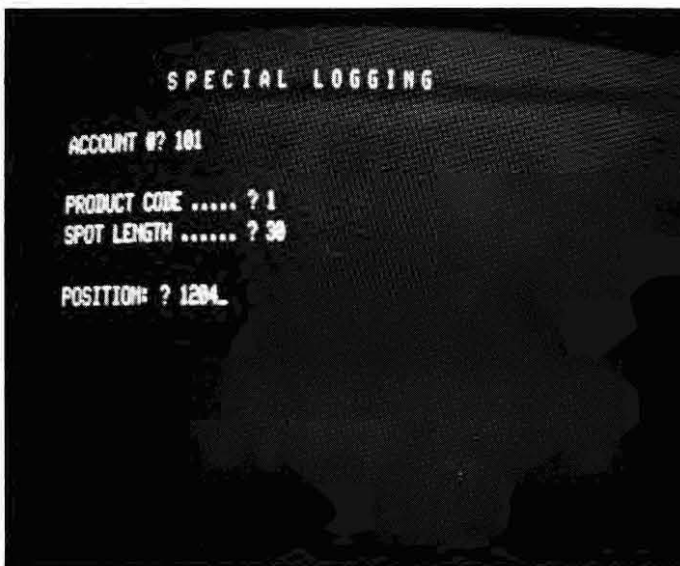 SPECIAL LOGGING
ACCOUNT #? 101
PRODUCT CODE ..... ? 1
SPOT LENGTH ...... ? 30
POSITION: ? 1204_